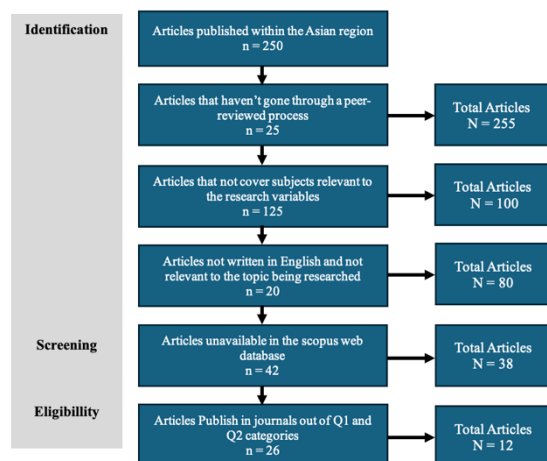 Identification
Articles published within the Asian region
n = 250
Articles that haven't gone through a peer-
reviewed process
n = 25
Total Articles
N = 255
Articles that not cover subjects relevant to
the research variables
n = 125
Total Articles
N = 100
Articles not written in English and not
relevant to the topic being researched
n = 20
Total Articles
N = 80
Screening
Articles unavailable in the scopus web
database
n = 42
Total Articles
N = 38
Eligibillity
Articles Publish in journals out of Q1 and
Q2 categories
n = 26
Total Articles
N = 12